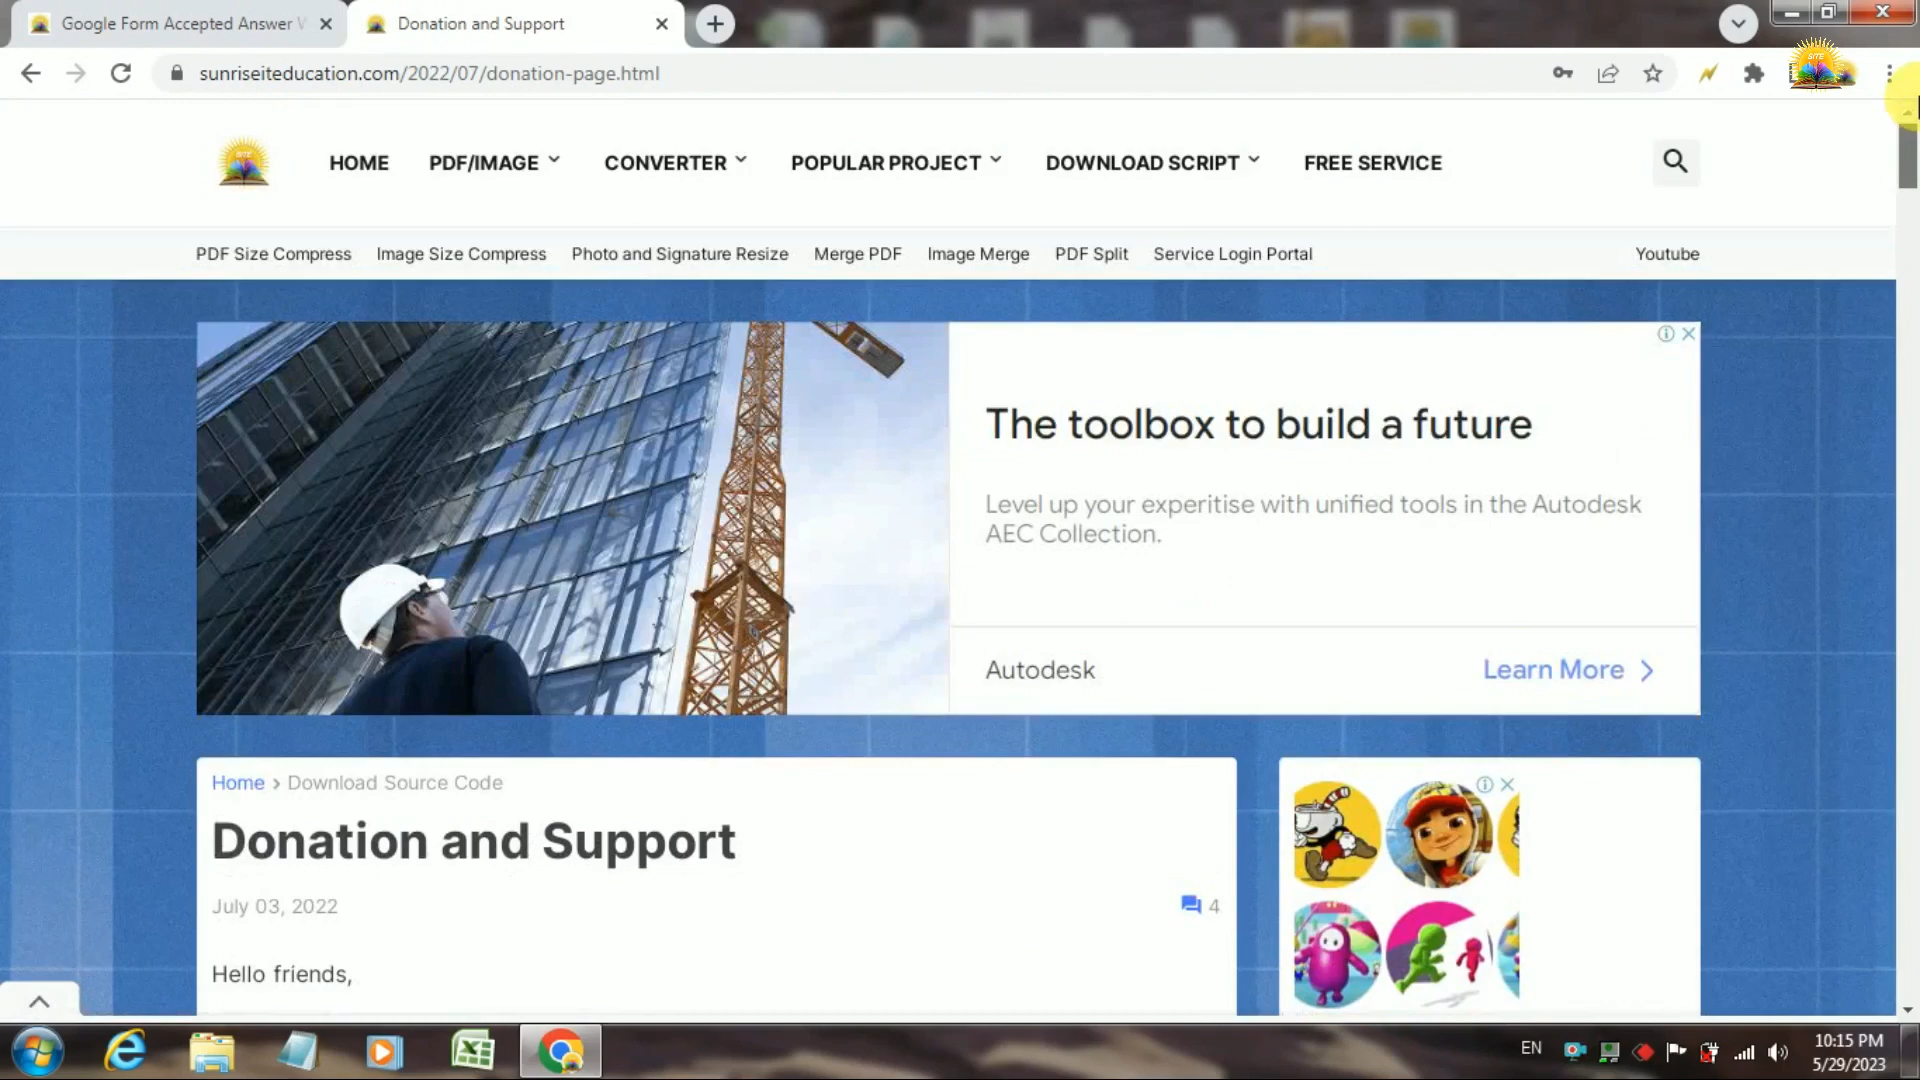 Google Form Accepted Answer
Donation and Support
sunriseiteducation.com/2022/07/donation-page.html
SITE
HOME
PDF/IMAGE
CONVERTER
POPULAR PROJECT
DOWNLOAD SCRIPT
FREE SERVICE
PDF Size Compress
Image Size Compress
Photo and Signature Resize
Merge PDF
Image Merge
PDF Split
Service Login Portal
Youtube
The toolbox to build a future
Level up your experitise with unified tools in the Autodesk
AEC Collection.
Autodesk
Learn More
Home > Download Source Code
Donation and Support
July 03, 2022
4
Hello friends,
EN
10:15 PM
5/29/2023